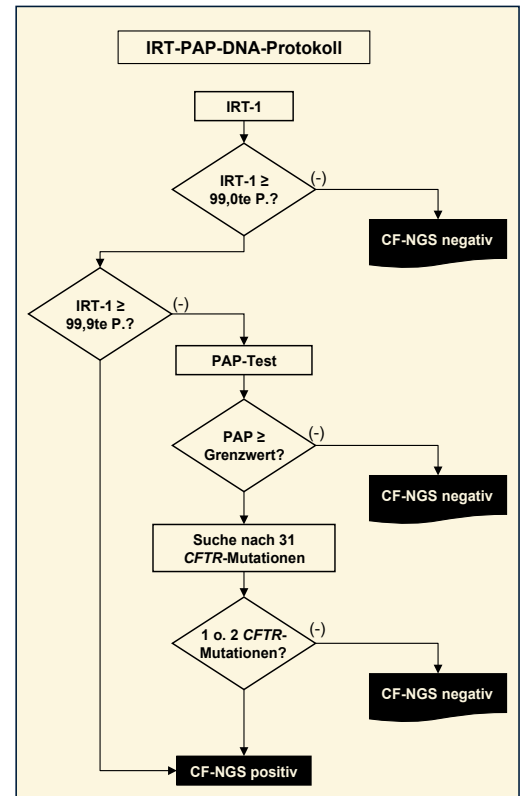 IRT-PAP-DNA-Protokoll
IRT-1
IRT-1 ≥
99,0te P.?
(-)
CF-NGS negativ
IRT-1 ≥
99,9te P.?
(-)
PAP-Test
PAP ≥
Grenzwert?
(-)
CF-NGS negativ
Suche nach 31
CFTR-Mutationen
1 o. 2 CFTR-
Mutationen?
(-)
CF-NGS negativ
CF-NGS positiv